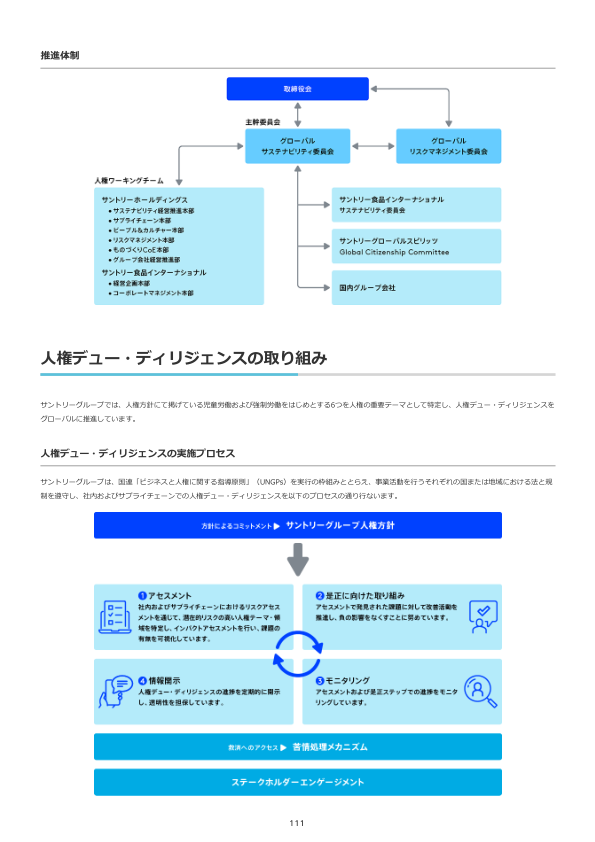 推進体制
取締役会
主幹委員会
グローバル
サステナビリティ委員会
グローバル
リスクマネジメント委員会
人権ワーキングチーム
サントリーホールディングス
● サステナビリティ経営推進本部
● サプライチェーン本部
● ピープル&カルチャー本部
● リスクマネジメント本部
● ものづくりCoE本部
● グループ会社経営推進部
サントリー食品インターナショナル
● 経営企画本部
● コーポレートマネジメント本部
サントリー食品インターナショナル
サステナビリティ委員会
サントリーグローバルスピリッツ
Global Citizenship Committee
国内グループ会社
人権デュー・ディリジェンスの取り組み
サントリーグループでは、人権方針にて掲げている児童労働および強制労働をはじめとする6つを人権の重要テーマとして特定し、人権デュー・ディリジェンスを
グローバルに推進しています。
人権デュー・ディリジェンスの実施プロセス
サントリーグループは、国連「ビジネスと人権に関する指導原則」（UNGPs）を実行の枠組みととらえ、事業活動を行うそれぞれの国または地域における法と規
制を遵守し、社内およびサプライチェーンでの人権デュー・ディリジェンスを以下のプロセスの通り行ないます。
方針によるコミットメント ▶ サントリーグループ人権方針
❶ アセスメント
社内およびサプライチェーンにおけるリスクアセス
メントを通じて、潜在的リスクの高い人権テーマ・領
域を特定し、インパクトアセスメントを行い、課題の
有無を可視化しています。
❷ 是正に向けた取り組み
アセスメントで発見された課題に対して改善活動を
推進し、負の影響をなくすことに努めています。
❹ 情報開示
人権デュー・ディリジェンスの進捗を定期的に開示
し、透明性を担保しています。
❸ モニタリング
アセスメントおよび是正ステップでの進捗をモニタ
リングしています。
救済へのアクセス ▶ 苦情処理メカニズム
ステークホルダーエンゲージメント
111